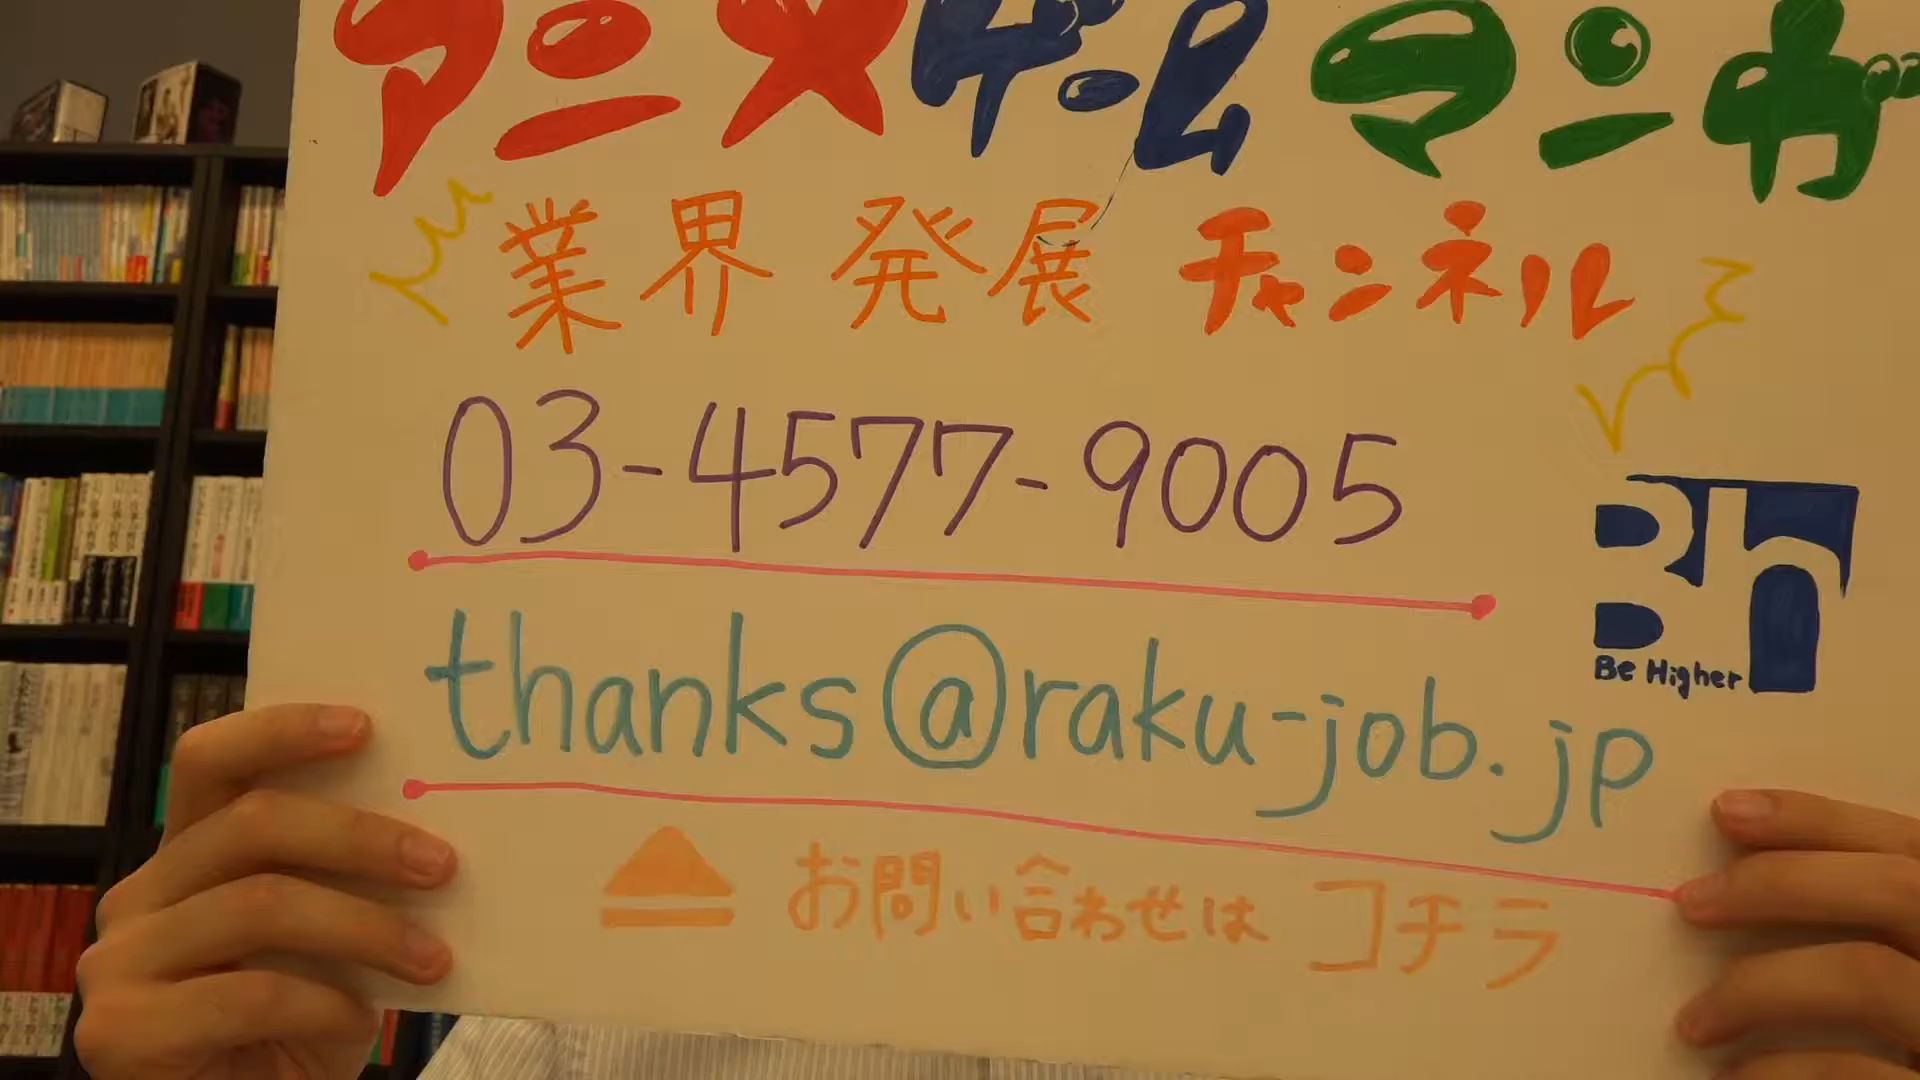 アニメゲームマンガ
業界発展チャンネル
03-4577-9005
Bh
Be Higher
thanks@raku-job.jp
お問い合わせはコチラ